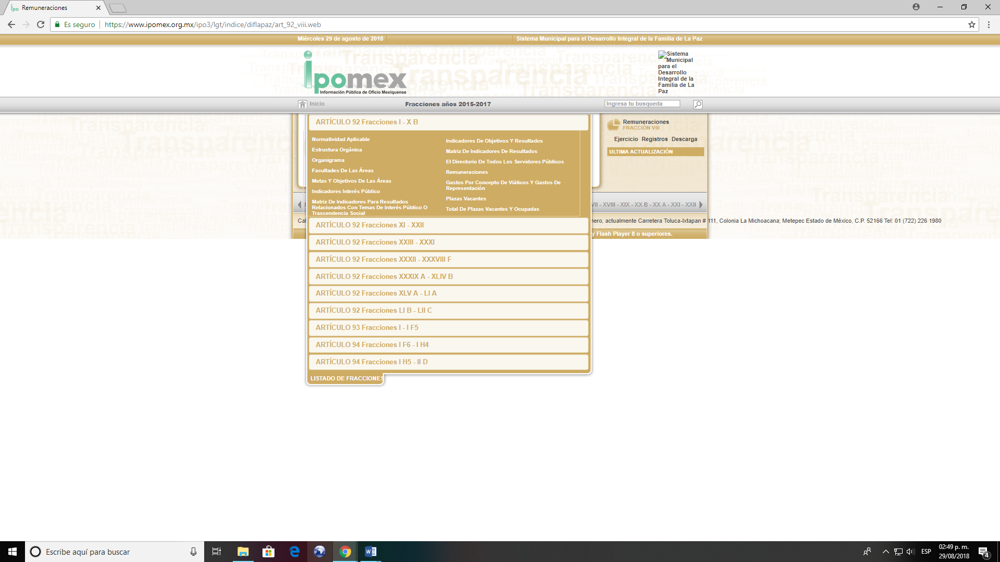 Remuneraciones
Es seguro
https://www.ipomex.org.mx/ipo3/lgt/indice/diflapaz/art_92_viii.web
Miércoles 29 de agosto de 2018
Sistema Municipal para el Desarrollo Integral de la Familia de La Paz
ipomex
Información Pública de Oficio Mexiquense
Transparencia
Sistema
Municipal
para el
Desarrollo
Integral de la
Familia de La
Paz
Inicio
Fracciones años 2015-2017
Ingresa tu busqueda
ARTÍCULO 92 Fracciones I - X B
Normatividad Aplicable
Estructura Orgánica
Organigrama
Facultades De Las Áreas
Metas Y Objetivos De Las Áreas
Indicadores Interés Público
Matriz De Indicadores Para Resultados
Relacionados Con Temas De Interés Público O
Trascendencia Social
Indicadores De Objetivos Y Resultados
Matriz De Indicadores De Resultados
El Directorio De Todos Los Servidores Públicos
Remuneraciones
Gastos Por Concepto De Viáticos Y Gastos De
Representación
Plazas Vacantes
Total De Plazas Vacantes Y Ocupadas
ARTÍCULO 92 Fracciones XI - XXII
ARTÍCULO 92 Fracciones XXIII - XXXI
ARTÍCULO 92 Fracciones XXXII - XXXVIII F
ARTÍCULO 92 Fracciones XXXIX A - XLIV B
ARTÍCULO 92 Fracciones XLV A - LI A
ARTÍCULO 92 Fracciones LI B - LII C
ARTÍCULO 93 Fracciones I - I F5
ARTÍCULO 94 Fracciones I F6 - I H4
ARTÍCULO 94 Fracciones I H5 - II D
LISTADO DE FRACCIONES
Remuneraciones
FRACCIÓN VIII
Ejercicio Registros Descarga
ULTIMA ACTUALIZACIÓN
VII - XVIII - XIX - XX B - XX A - XXI - XXII
Cal
nero, actualmente Carretera Toluca-Ixtapan # 111, Colonia La Michoacana; Metepec Estado de México, C.P. 52166 Tel: 01 (722) 226 1980
y Flash Player 8 o superiores.
Escribe aquí para buscar
ESP
02:49 p. m.
29/08/2018
4